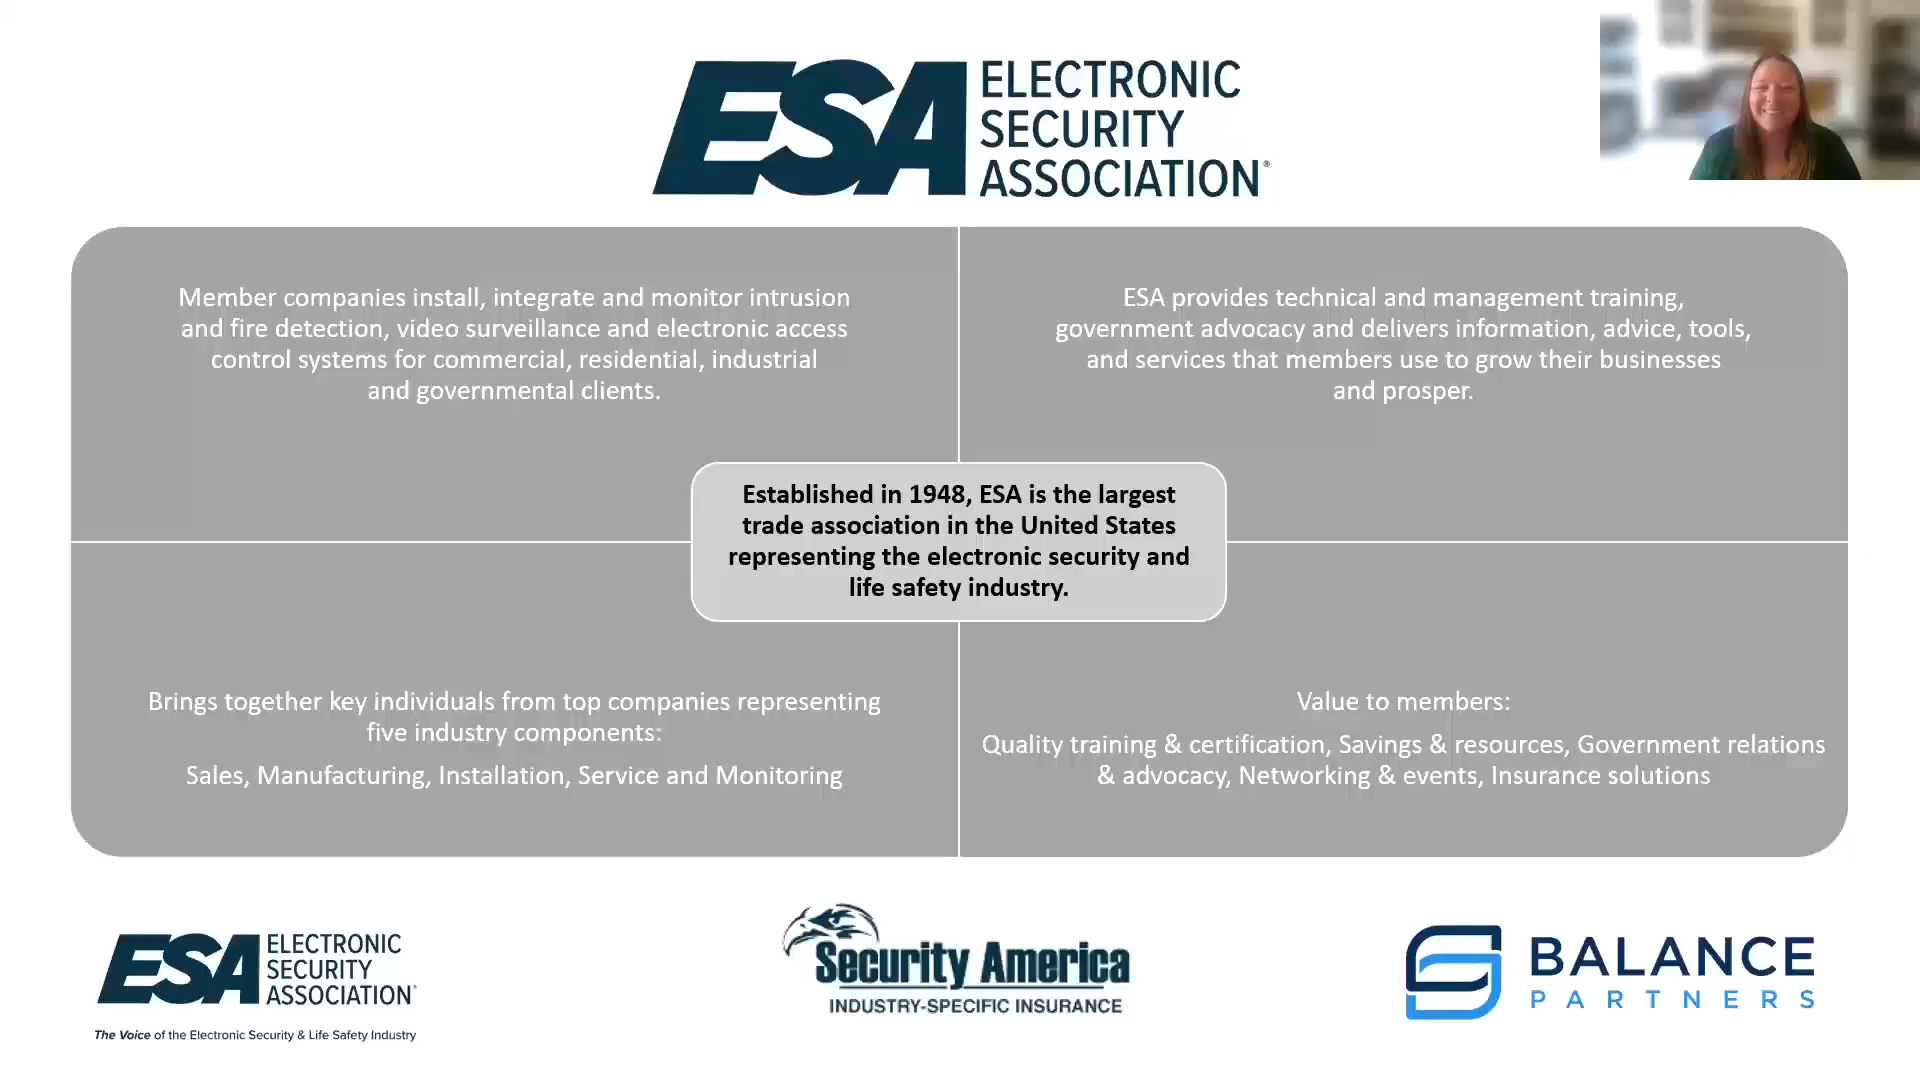 ESA ELECTRONIC
SECURITY
ASSOCIATION®
Member companies install, integrate and monitor intrusion
and fire detection, video surveillance and electronic access
control systems for commercial, residential, industrial
and governmental clients.
ESA provides technical and management training,
government advocacy and delivers information, advice, tools,
and services that members use to grow their businesses
and prosper.
Established in 1948, ESA is the largest
trade association in the United States
representing the electronic security and
life safety industry.
Brings together key individuals from top companies representing
five industry components:
Sales, Manufacturing, Installation, Service and Monitoring
Value to members:
Quality training & certification, Savings & resources, Government relations
& advocacy, Networking & events, Insurance solutions
ESA ELECTRONIC
SECURITY
ASSOCIATION®
The Voice of the Electronic Security & Life Safety Industry
Security America
INDUSTRY-SPECIFIC INSURANCE
BALANCE
PARTNERS